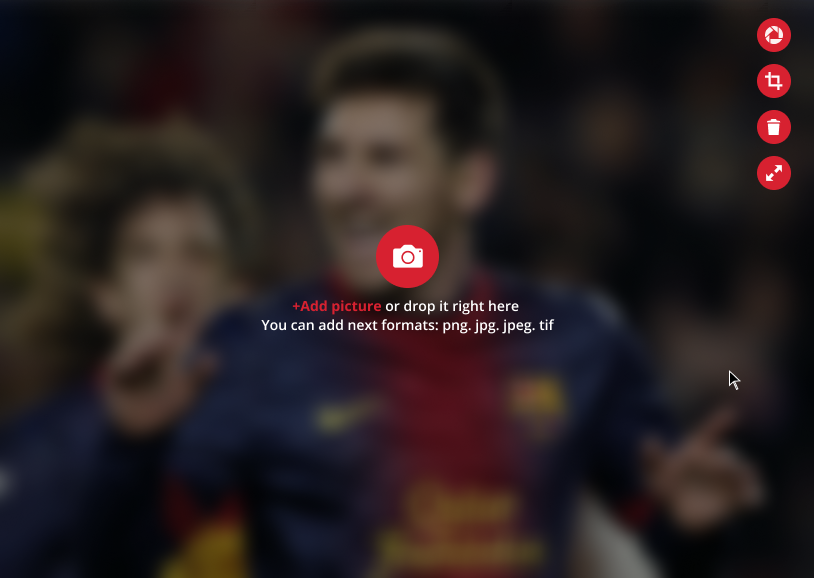 +Add picture or drop it right here
You can add next formats: png. jpg. jpeg. tif